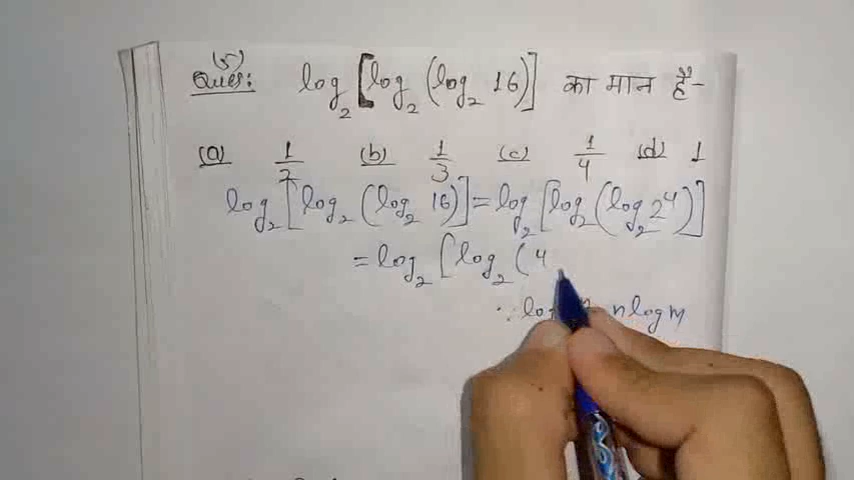 (5)
Ques: log₂ [log₂ (log₂ 16)] का मान है-
(a) 1/2 (b) 1/3 (c) 1/4 (d) 1
log₂ [log₂ (log₂ 16)] = log₂ [log₂ (log₂ 2⁴)]
= log₂ [log₂ (4
∵ n log m